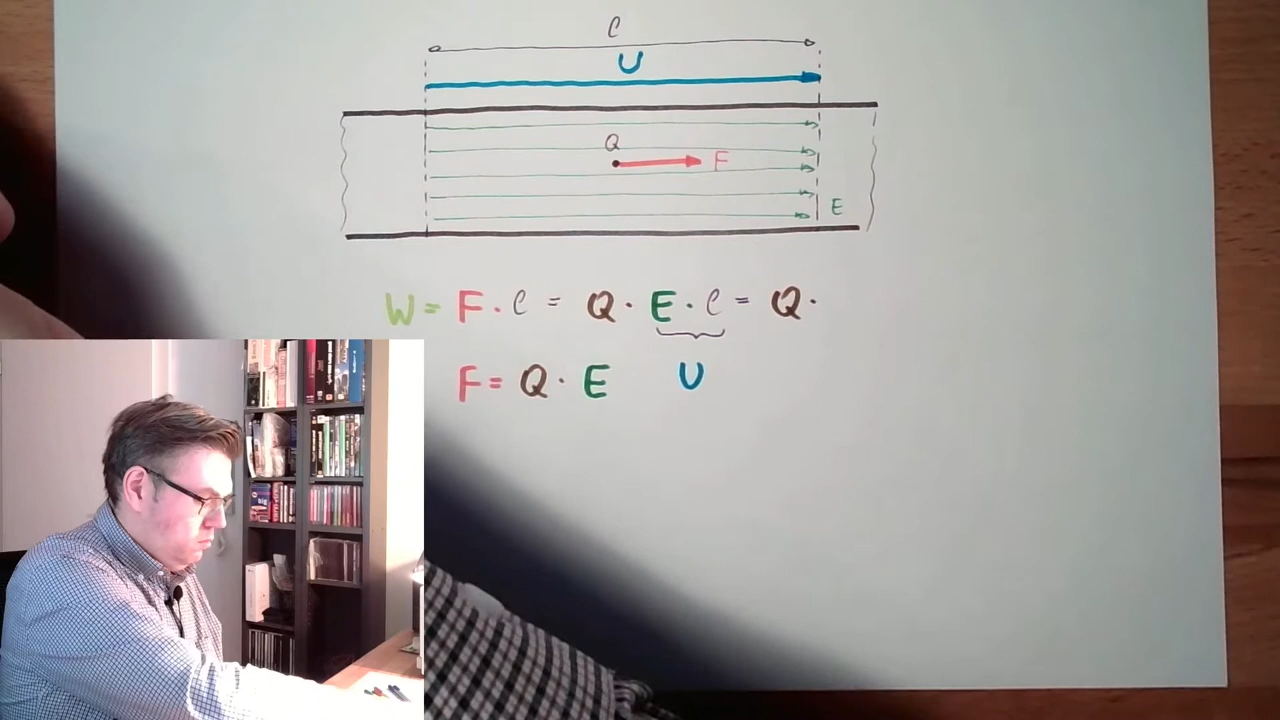 ℓ
U
Q
F
E
W = F · ℓ = Q · E · ℓ = Q ·
F = Q · E
U